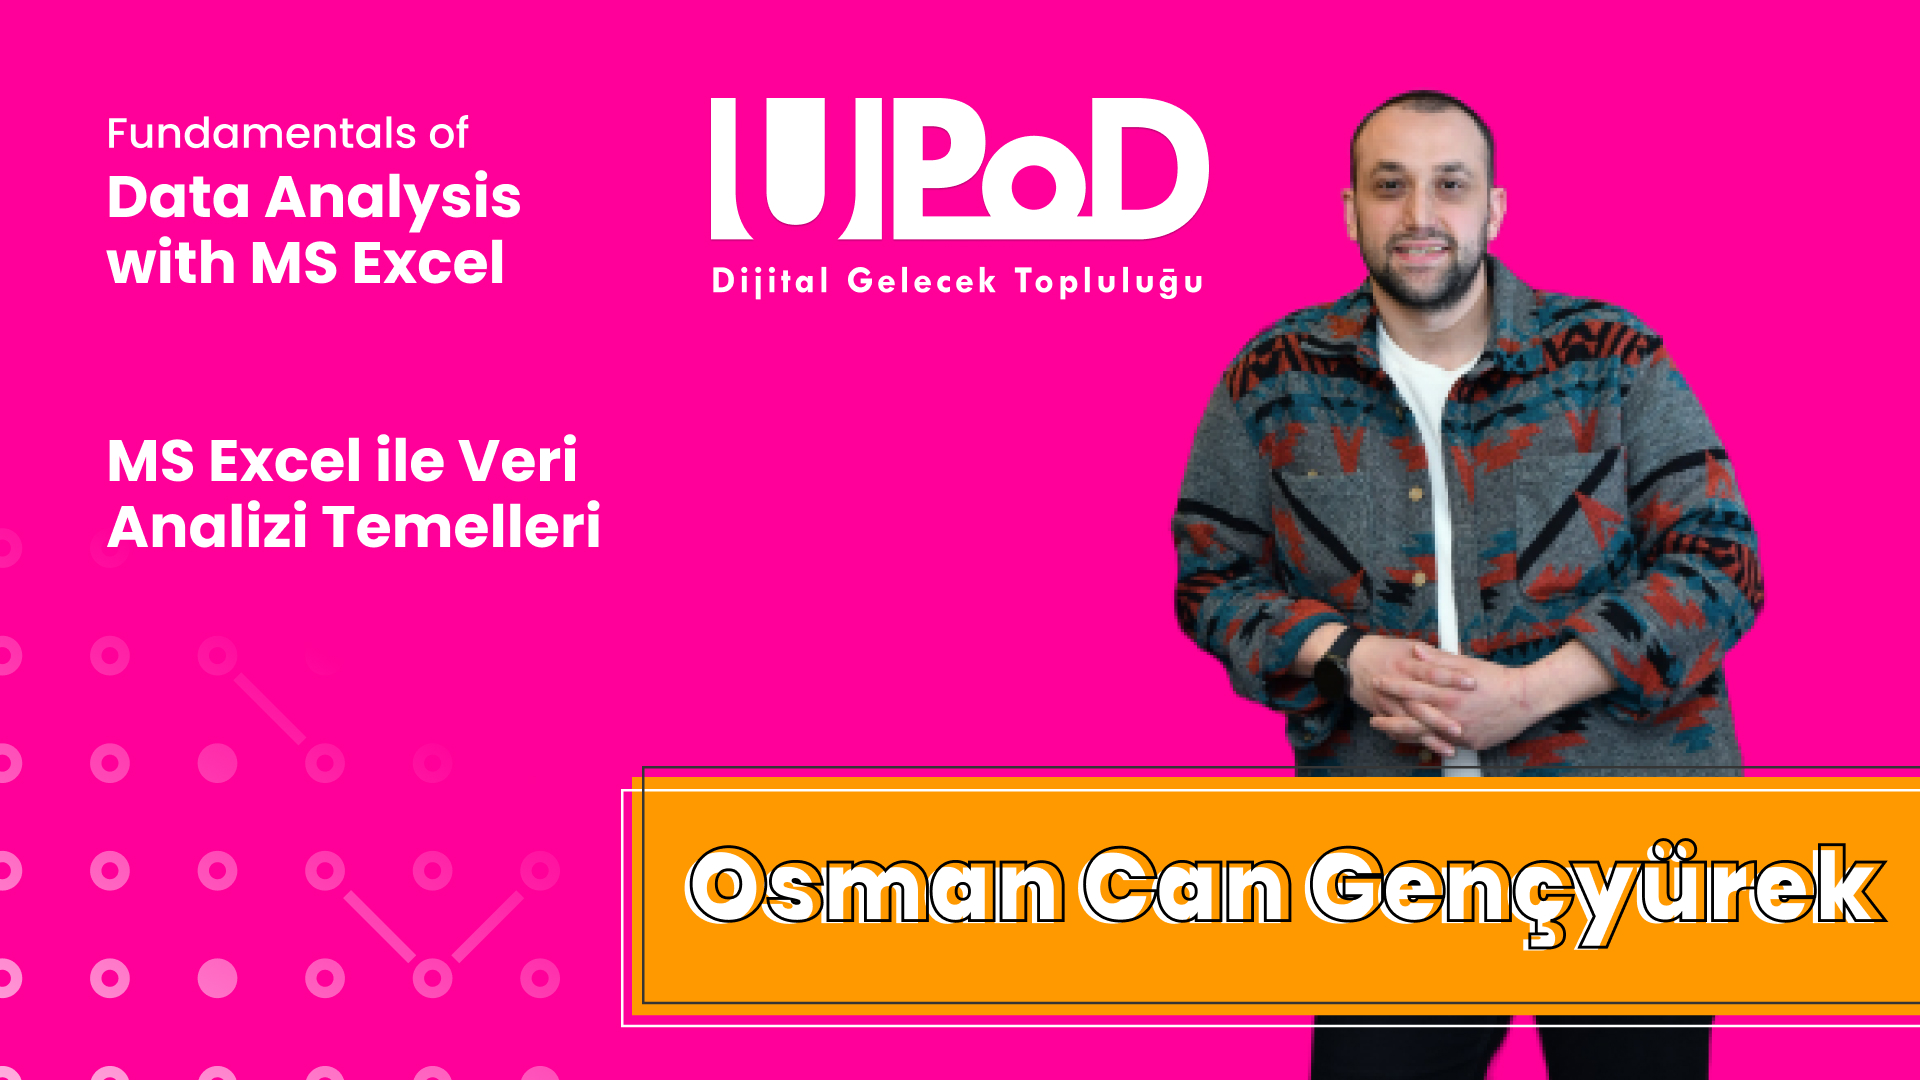 Fundamentals of
Data Analysis
with MS Excel
UPoD
Dijital Gelecek Topluluğu
MS Excel ile Veri
Analizi Temelleri
Osman Can Gençyürek